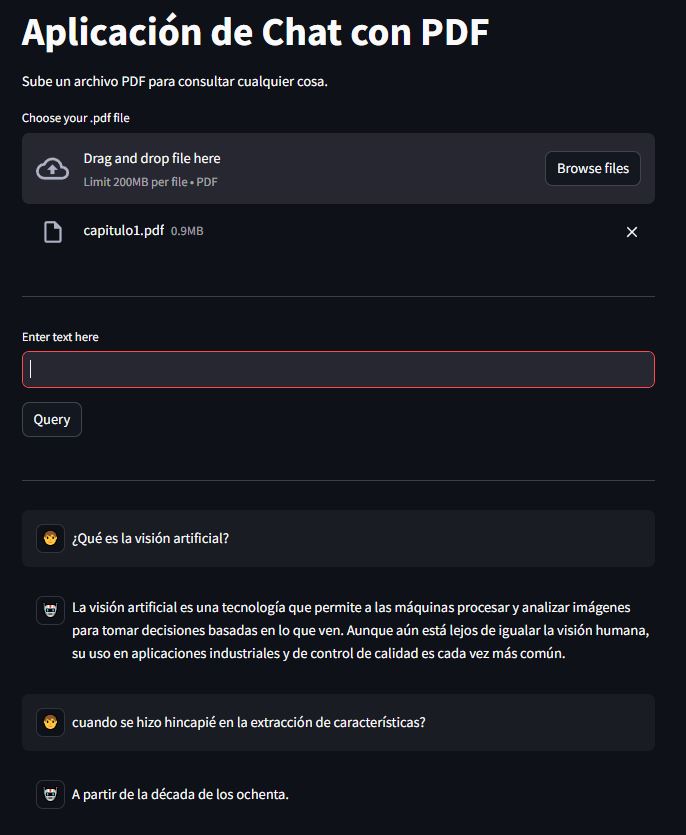 Aplicación de Chat con PDF
Sube un archivo PDF para consultar cualquier cosa.
Choose your .pdf file
Drag and drop file here
Limit 200MB per file • PDF
Browse files
capitulo1.pdf 0.9MB
Enter text here
Query
¿Qué es la visión artificial?
La visión artificial es una tecnología que permite a las máquinas procesar y analizar imágenes
para tomar decisiones basadas en lo que ven. Aunque aún está lejos de igualar la visión humana,
su uso en aplicaciones industriales y de control de calidad es cada vez más común.
cuando se hizo hincapié en la extracción de características?
A partir de la década de los ochenta.